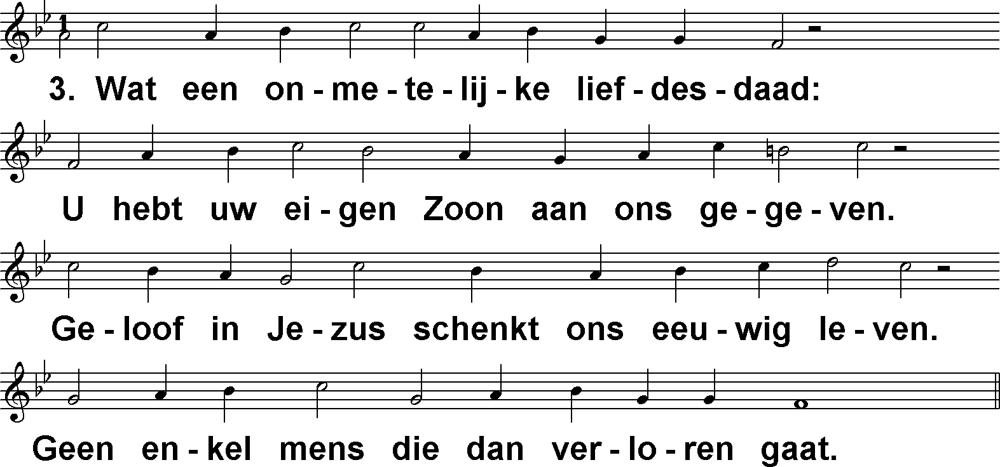 1
3. Wat een on - me - te - lij - ke lief - des - daad:
U hebt uw ei - gen Zoon aan ons ge - ge - ven.
Ge - loof in Je - zus schenkt ons eeu - wig le - ven.
Geen en - kel mens die dan ver - lo - ren gaat.